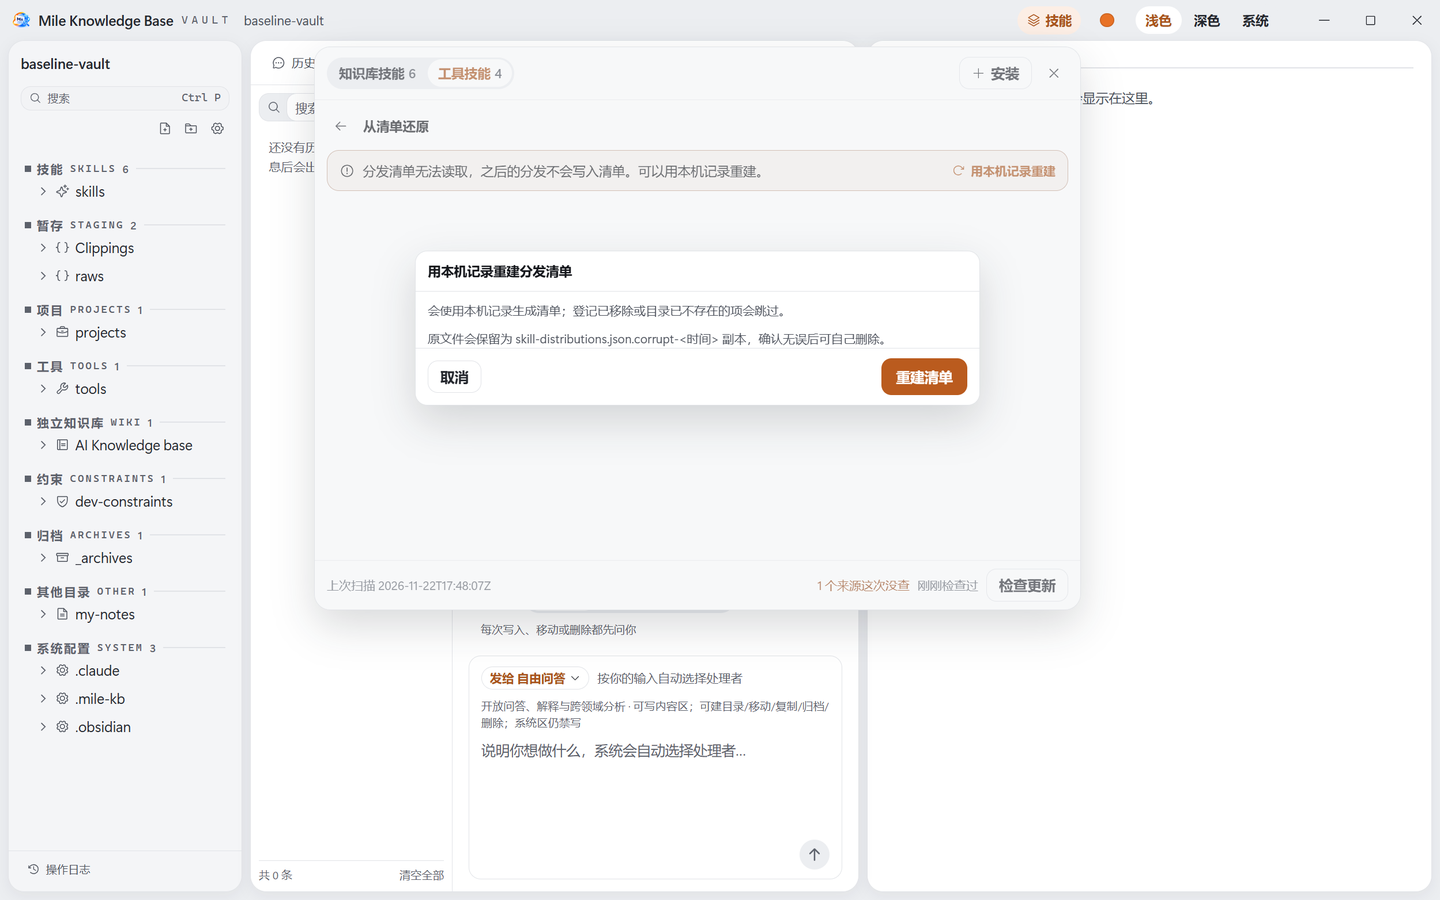 Mile Knowledge Base VAULT baseline-vault
技能
浅色 深色 系统
baseline-vault
搜索 Ctrl P
技能 SKILLS 6
skills
暂存 STAGING 2
Clippings
raws
项目 PROJECTS 1
projects
工具 TOOLS 1
tools
独立知识库 WIKI 1
AI Knowledge base
约束 CONSTRAINTS 1
dev-constraints
归档 ARCHIVES 1
_archives
其他目录 OTHER 1
my-notes
系统配置 SYSTEM 3
.claude
.mile-kb
.obsidian
操作日志
历史
搜索
还没有历
息后会出
共 0 条 清空全部
知识库技能 6 工具技能 4
安装
从清单还原
分发清单无法读取，之后的分发不会写入清单。可以用本机记录重建。
用本机记录重建
用本机记录重建分发清单
会使用本机记录生成清单；登记已移除或目录已不存在的项会跳过。
原文件会保留为 skill-distributions.json.corrupt-<时间> 副本，确认无误后可自己删除。
取消
重建清单
上次扫描 2026-11-22T17:48:07Z
1 个来源这次没查 刚刚检查过 检查更新
每次写入、移动或删除都先问你
发给 自由问答 按你的输入自动选择处理者
开放问答、解释与跨领域分析 · 可写内容区；可建目录/移动/复制/归档/
删除；系统区仍禁写
说明你想做什么，系统会自动选择处理者...
显示在这里。